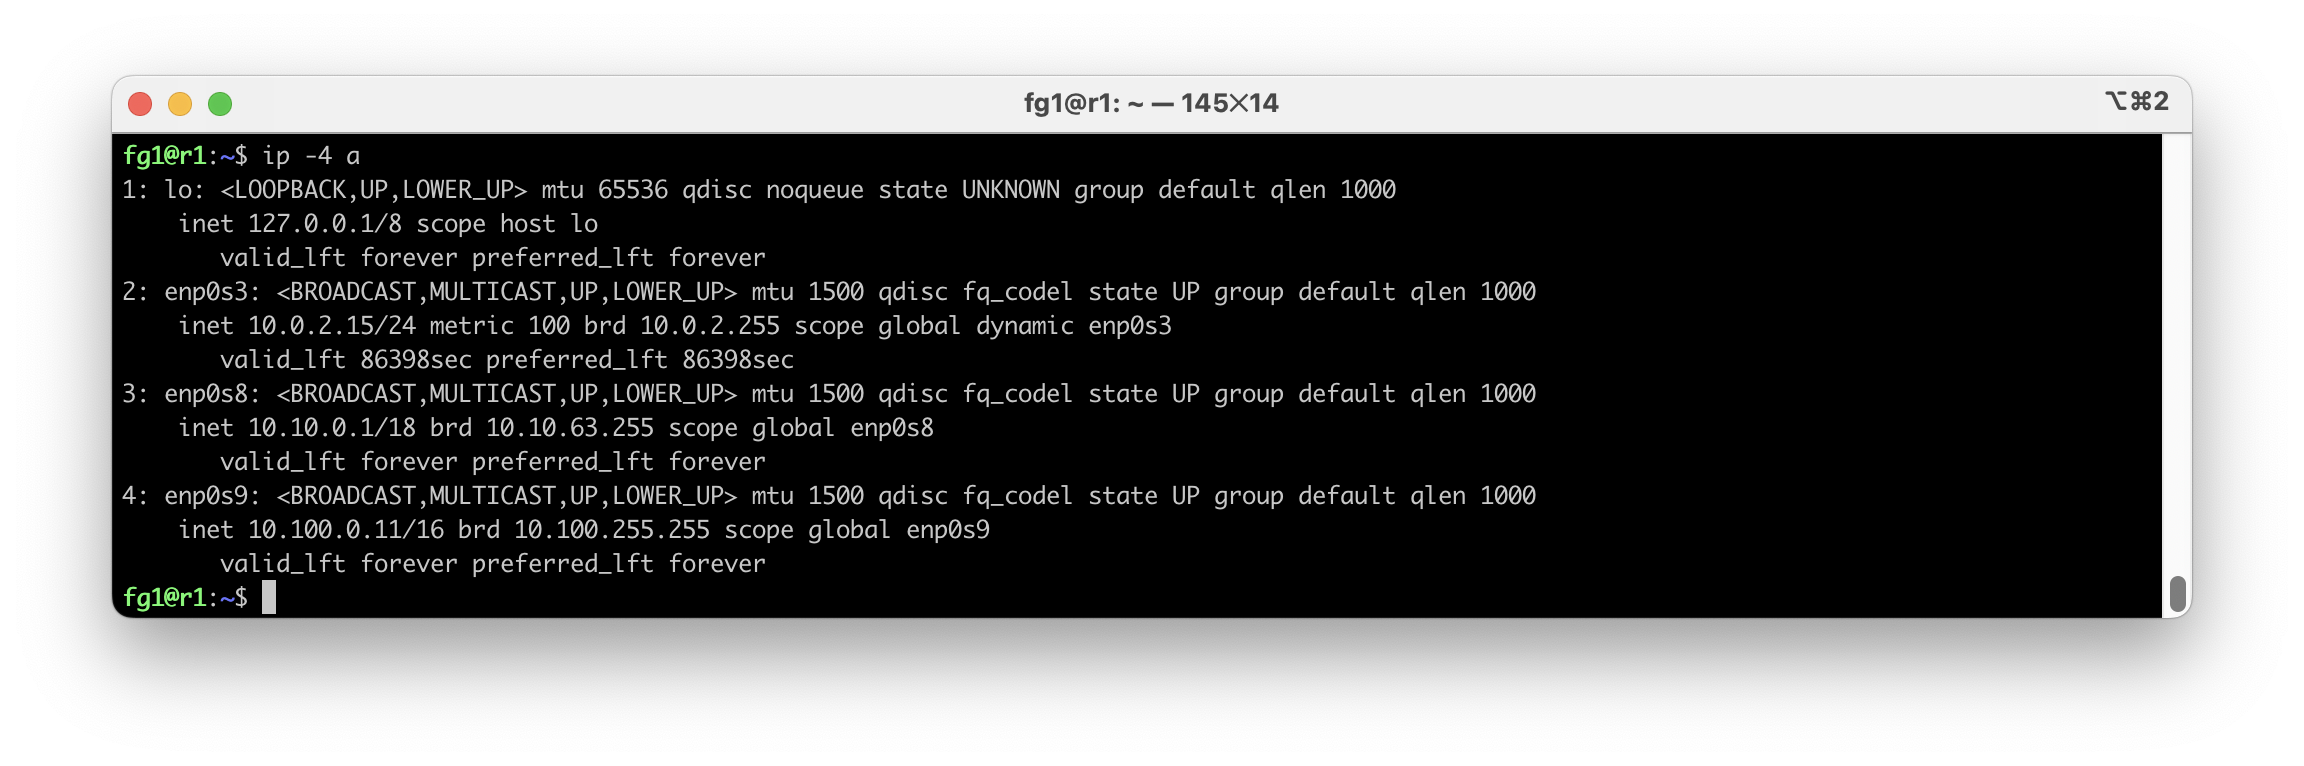 fg1@r1: ~ — 145✕14
⌥⌘2
fg1@r1:~$ ip -4 a
1: lo: <LOOPBACK,UP,LOWER_UP> mtu 65536 qdisc noqueue state UNKNOWN group default qlen 1000
    inet 127.0.0.1/8 scope host lo
       valid_lft forever preferred_lft forever
2: enp0s3: <BROADCAST,MULTICAST,UP,LOWER_UP> mtu 1500 qdisc fq_codel state UP group default qlen 1000
    inet 10.0.2.15/24 metric 100 brd 10.0.2.255 scope global dynamic enp0s3
       valid_lft 86398sec preferred_lft 86398sec
3: enp0s8: <BROADCAST,MULTICAST,UP,LOWER_UP> mtu 1500 qdisc fq_codel state UP group default qlen 1000
    inet 10.10.0.1/18 brd 10.10.63.255 scope global enp0s8
       valid_lft forever preferred_lft forever
4: enp0s9: <BROADCAST,MULTICAST,UP,LOWER_UP> mtu 1500 qdisc fq_codel state UP group default qlen 1000
    inet 10.100.0.11/16 brd 10.100.255.255 scope global enp0s9
       valid_lft forever preferred_lft forever
fg1@r1:~$